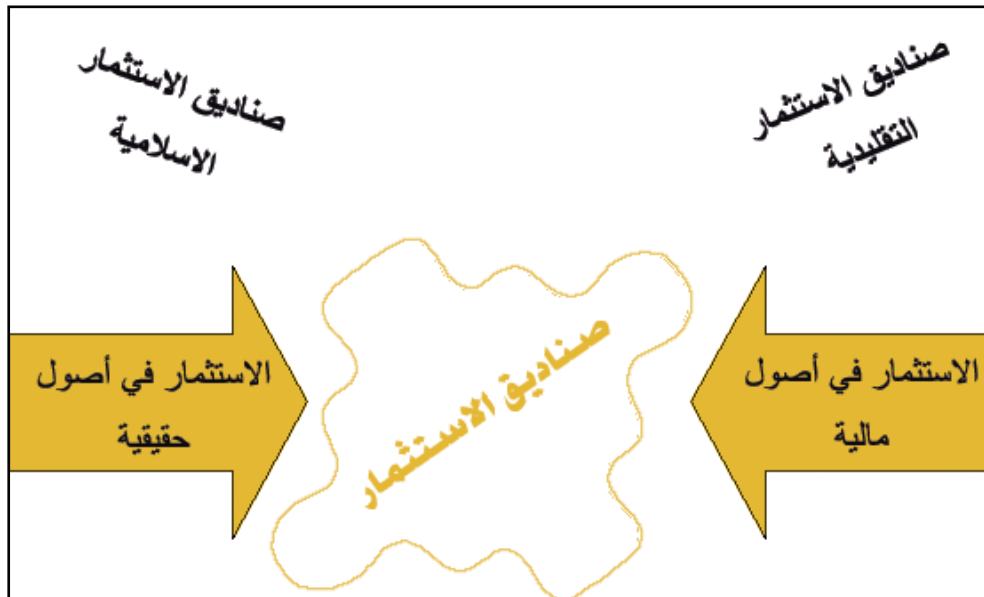 صناديق الاستثمار
التقليدية
صناديق الاستثمار
الاسلامية
الاستثمار في أصول
مالية
صناديق الاستثمار
الاستثمار في أصول
حقيقية